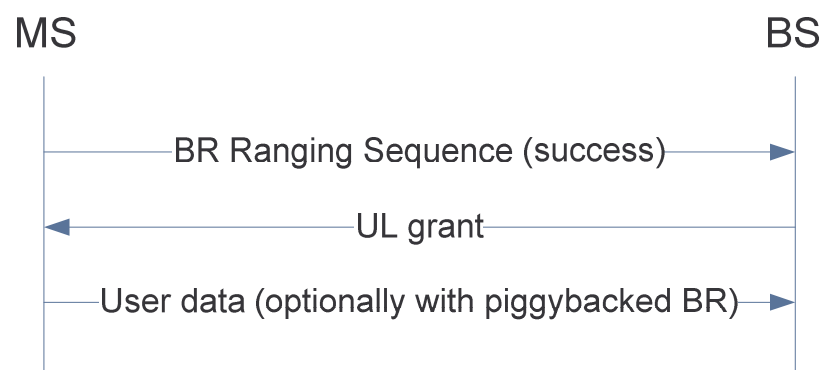 MS BS
BR Ranging Sequence (success)
UL grant
User data (optionally with piggybacked BR)